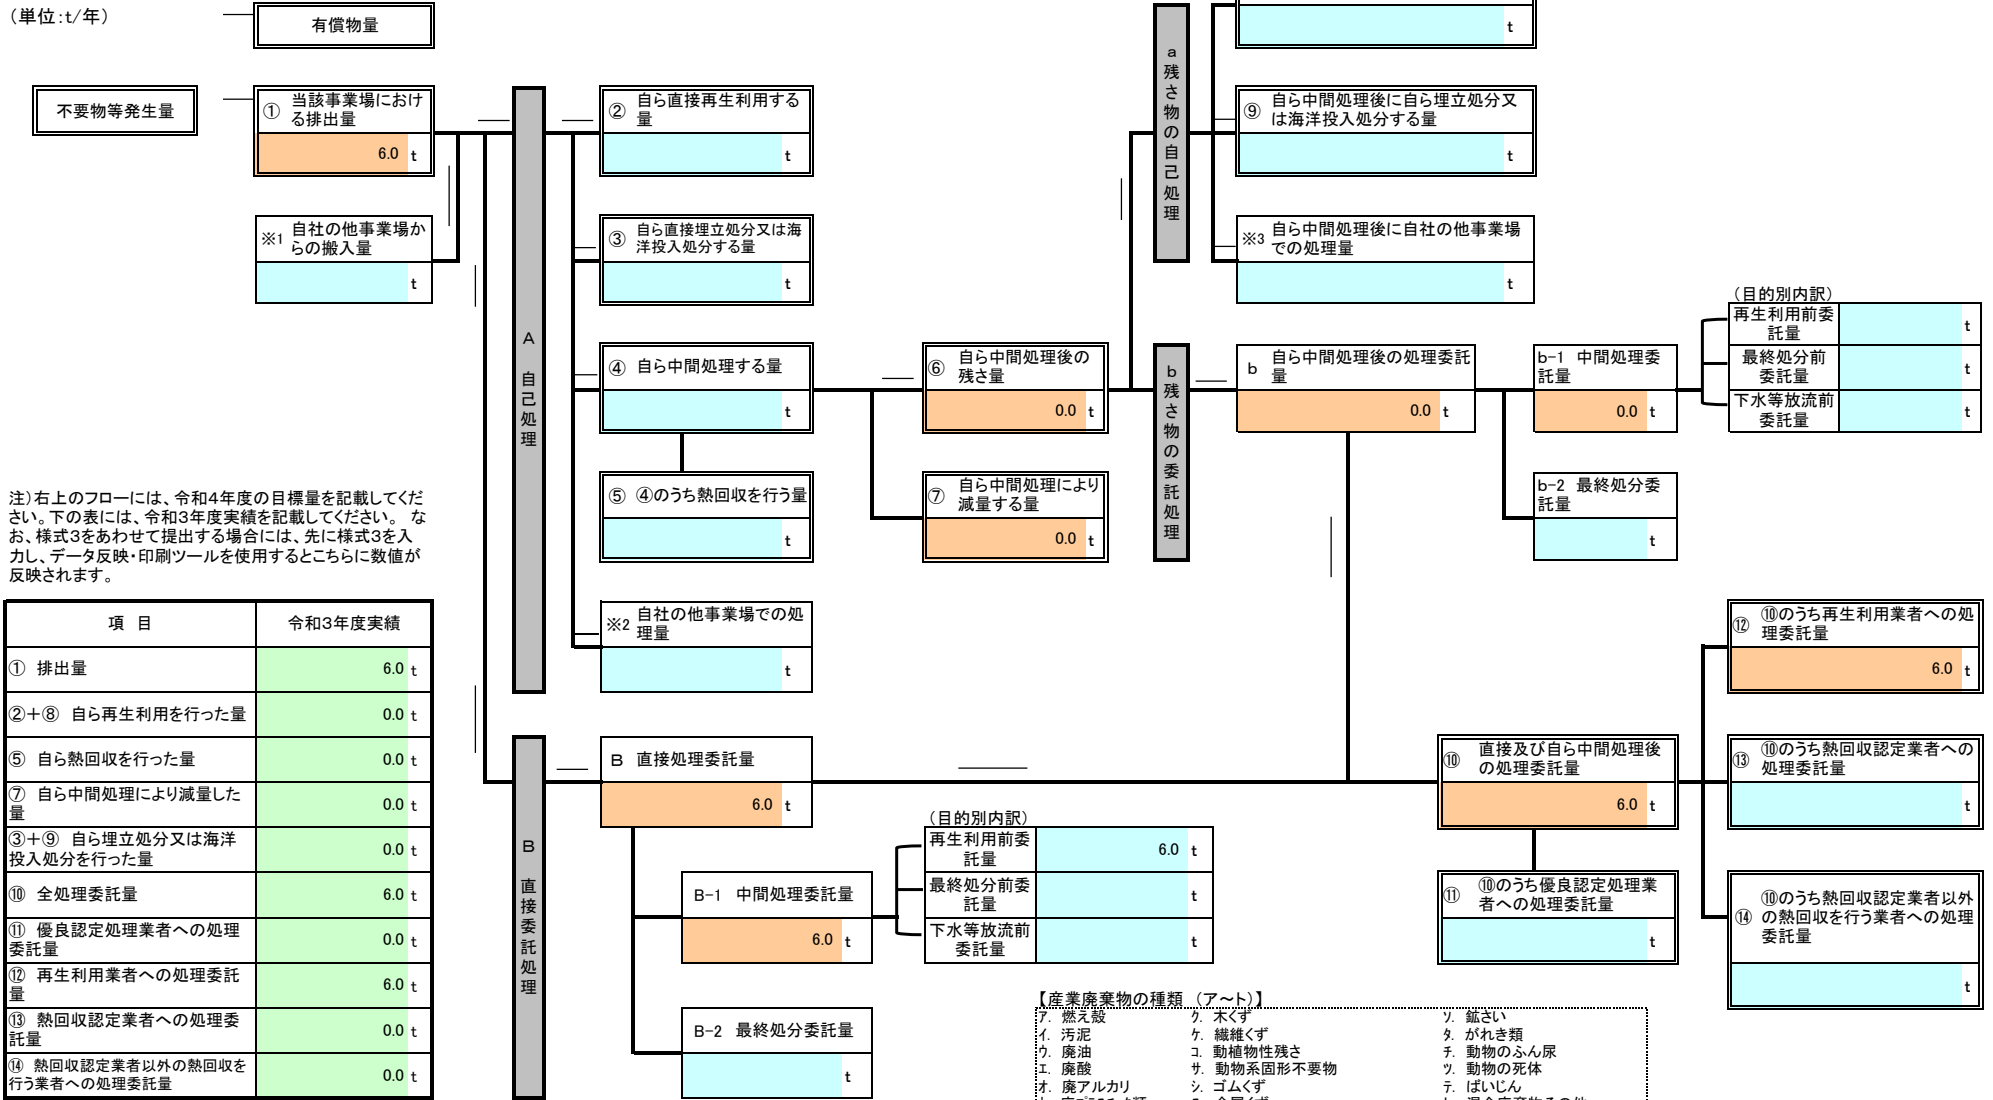 （単位:t/年）
有償物量
t
不要物等発生量
① 当該事業場におけ
る排出量
6.0 t
※1 自社の他事業場か
らの搬入量
t
A 自己処理
② 自ら直接再生利用する
量
t
③ 自ら直接埋立処分又は海
洋投入処分する量
t
④ 自ら中間処理する量
t
⑤ ④のうち熱回収を行う量
t
※2 自社の他事業場での処
理量
t
⑥ 自ら中間処理後の
残さ量
0.0 t
⑦ 自ら中間処理により
減量する量
0.0 t
a 残さ物の自己処理
⑨ 自ら中間処理後に自ら埋立処分又
は海洋投入処分する量
t
※3 自ら中間処理後に自社の他事業場
での処理量
t
b 残さ物の委託処理
b 自ら中間処理後の処理委託
量
0.0 t
b-1 中間処理委
託量
0.0 t
b-2 最終処分委
託量
t
（目的別内訳）
再生利用前委
託量
t
最終処分前
委託量
t
下水等放流前
委託量
t
注）右上のフローには、令和4年度の目標量を記載してくだ
さい。下の表には、令和3年度実績を記載してください。 な
お、様式3をあわせて提出する場合には、先に様式3を入
力し、データ反映・印刷ツールを使用するとこちらに数値が
反映されます。
項 目 令和3年度実績
① 排出量 6.0 t
②+⑧ 自ら再生利用を行った量 0.0 t
⑤ 自ら熱回収を行った量 0.0 t
⑦ 自ら中間処理により減量した
量 0.0 t
③+⑨ 自ら埋立処分又は海洋
投入処分を行った量 0.0 t
⑩ 全処理委託量 6.0 t
⑪ 優良認定処理業者への処理
委託量 0.0 t
⑫ 再生利用業者への処理委託
量 6.0 t
⑬ 熱回収認定業者への処理委
託量 0.0 t
⑭ 熱回収認定業者以外の熱回収を
行う業者への処理委託量 0.0 t
B 直接委託処理
B 直接処理委託量
6.0 t
B-1 中間処理委託量
6.0 t
B-2 最終処分委託量
t
（目的別内訳）
再生利用前委
託量
6.0 t
最終処分前委
託量
t
下水等放流前
委託量
t
⑩ 直接及び自ら中間処理後
の処理委託量
6.0 t
⑪ ⑩のうち優良認定処理業
者への処理委託量
t
⑫ ⑩のうち再生利用業者への処
理委託量
6.0 t
⑬ ⑩のうち熱回収認定業者への
処理委託量
t
⑭ ⑩のうち熱回収認定業者以外
の熱回収を行う業者への処理
委託量
t
【産業廃棄物の種類 （ア～ト）】
ア. 燃え殻 ク. 木くず ソ. 鉱さい
イ. 汚泥 ケ. 繊維くず タ. がれき類
ウ. 廃油 コ. 動植物性残さ チ. 動物のふん尿
エ. 廃酸 サ. 動物系固形不要物 ツ. 動物の死体
オ. 廃アルカリ シ. ゴムくず テ. ばいじん